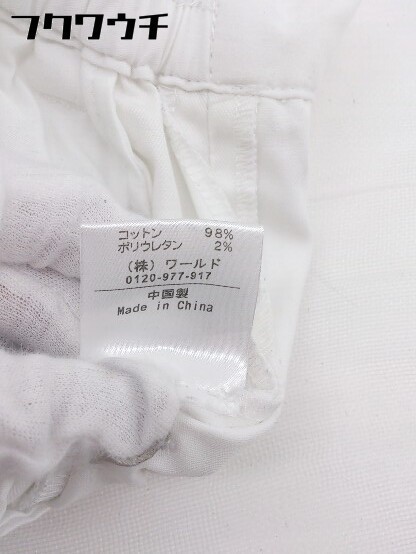 フクワウチ
コットン 98%
ポリウレタン 2%
(株) ワールド
0120-977-917
中国製
Made in China